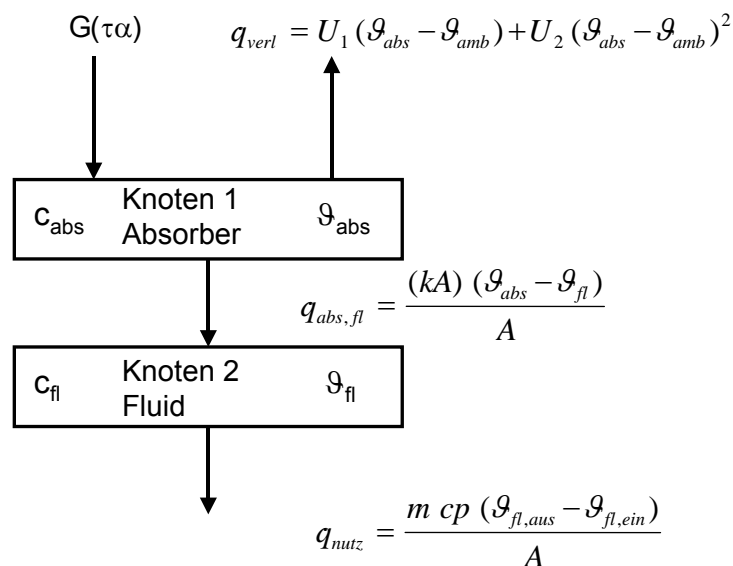 G(τα)
q_verl = U_1 (ϑ_abs − ϑ_amb) + U_2 (ϑ_abs − ϑ_amb)^2
c_abs
Knoten 1
Absorber
ϑ_abs
q_abs,fl = (kA) (ϑ_abs − ϑ_fl) / A
c_fl
Knoten 2
Fluid
ϑ_fl
q_nutz = m cp (ϑ_fl,aus − ϑ_fl,ein) / A